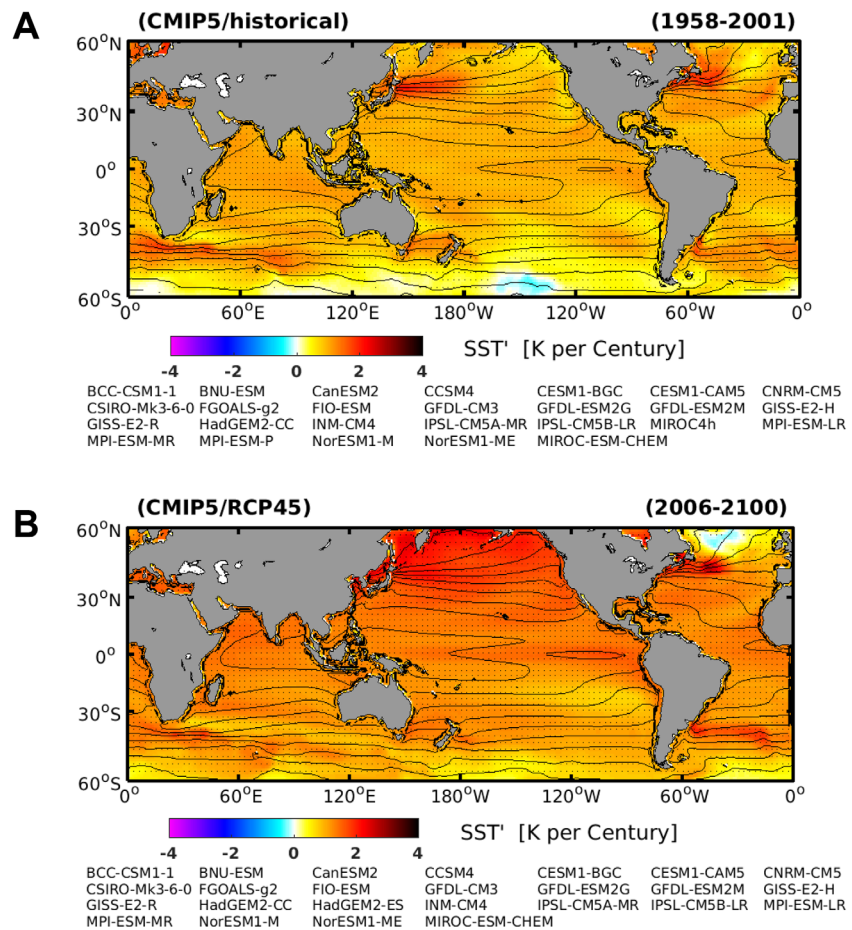 A
(CMIP5/historical) (1958-2001)
60°N
30°N
0°
30°S
60°S
0° 60°E 120°E 180°W 120°W 60°W 0°
-4 -2 0 2 4
SST' [K per Century]
BCC-CSM1-1 BNU-ESM CanESM2 CCSM4 CESM1-BGC CESM1-CAM5 CNRM-CM5
CSIRO-Mk3-6-0 FGOALS-g2 FIO-ESM GFDL-CM3 GFDL-ESM2G GFDL-ESM2M GISS-E2-H
GISS-E2-R HadGEM2-CC INM-CM4 IPSL-CM5A-MR IPSL-CM5B-LR MIROC4h MPI-ESM-LR
MPI-ESM-MR MPI-ESM-P NorESM1-M NorESM1-ME MIROC-ESM-CHEM
B
(CMIP5/RCP45) (2006-2100)
60°N
30°N
0°
30°S
60°S
0° 60°E 120°E 180°W 120°W 60°W 0°
-4 -2 0 2 4
SST' [K per Century]
BCC-CSM1-1 BNU-ESM CanESM2 CCSM4 CESM1-BGC CESM1-CAM5 CNRM-CM5
CSIRO-Mk3-6-0 FGOALS-g2 FIO-ESM GFDL-CM3 GFDL-ESM2G GFDL-ESM2M GISS-E2-H
GISS-E2-R HadGEM2-CC HadGEM2-ES INM-CM4 IPSL-CM5A-MR IPSL-CM5B-LR MPI-ESM-LR
MPI-ESM-MR NorESM1-M NorESM1-ME MIROC-ESM-CHEM